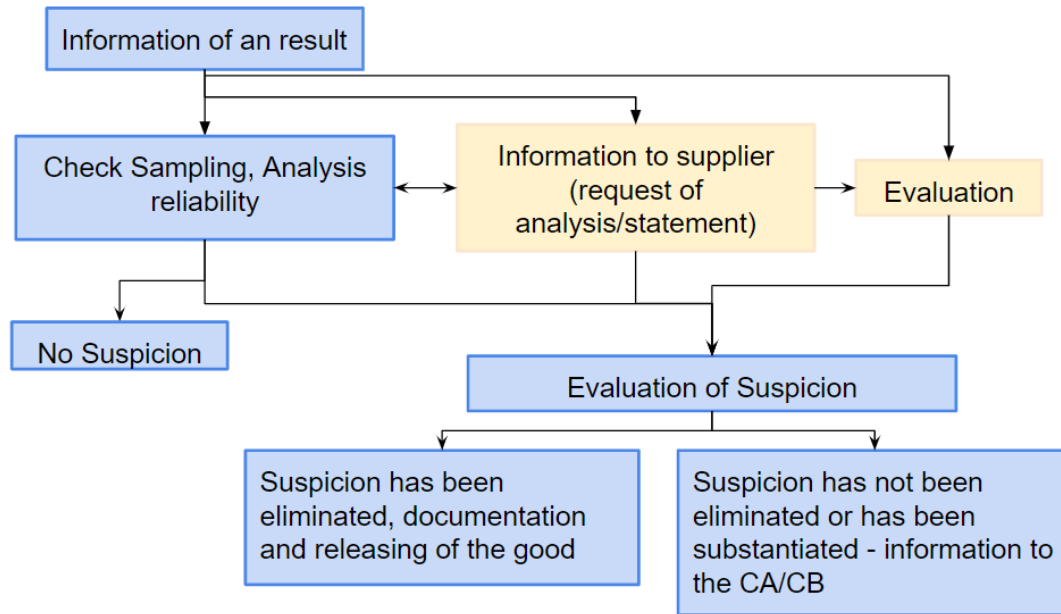 Information of an result
Check Sampling, Analysis
reliability
Information to supplier
(request of
analysis/statement)
Evaluation
No Suspicion
Evaluation of Suspicion
Suspicion has been
eliminated, documentation
and releasing of the good
Suspicion has not been
eliminated or has been
substantiated - information to
the CA/CB